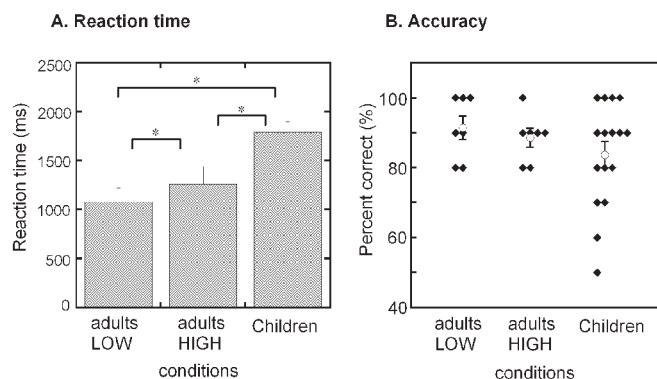 A. Reaction time
2500
2000
1500
1000
500
0
Reaction time (ms)
*
*
*
adults LOW
adults HIGH
Children
conditions
B. Accuracy
100
80
60
40
Percent correct (%)
adults LOW
adults HIGH
Children
conditions